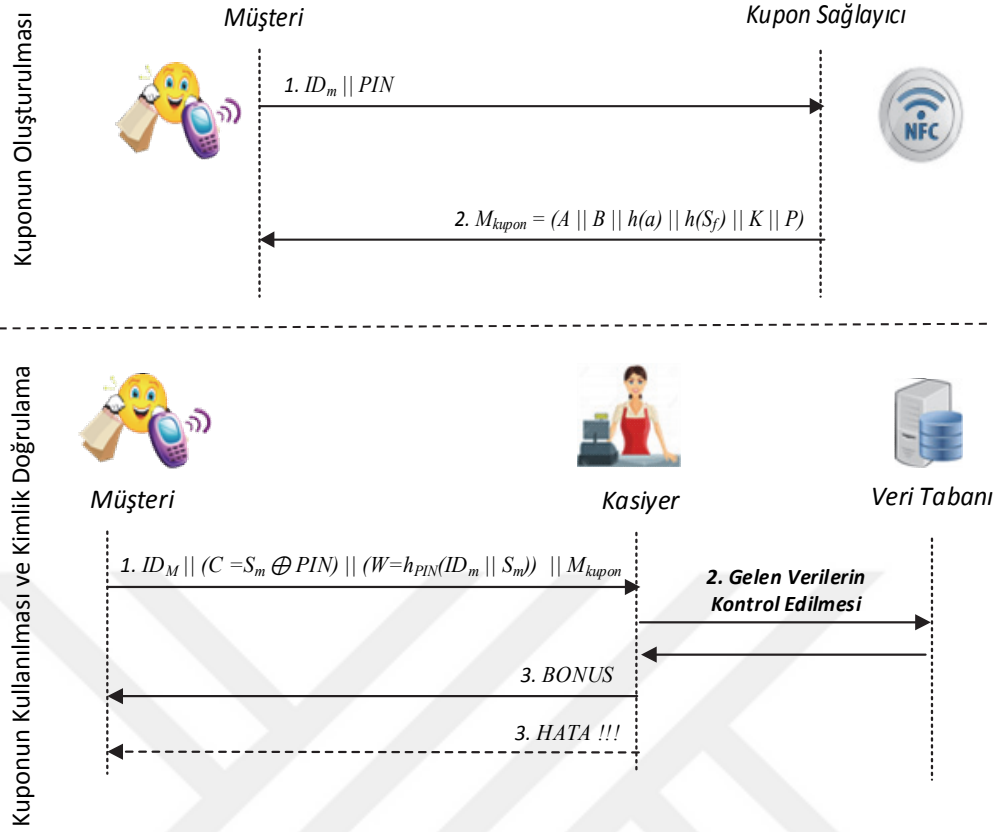 Kuponun Oluşturulması
Müşteri
Kupon Sağlayıcı
1. IDm || PIN
NFC
2. Mkupon = (A || B || h(a) || h(Sf) || K || P)
Kuponun Kullanılması ve Kimlik Doğrulama
Müşteri
Kasiyer
Veri Tabanı
1. IDM || (C =Sm ⊕ PIN) || (W=hPIN(IDm || Sm)) || Mkupon
2. Gelen Verilerin
Kontrol Edilmesi
3. BONUS
3. HATA !!!